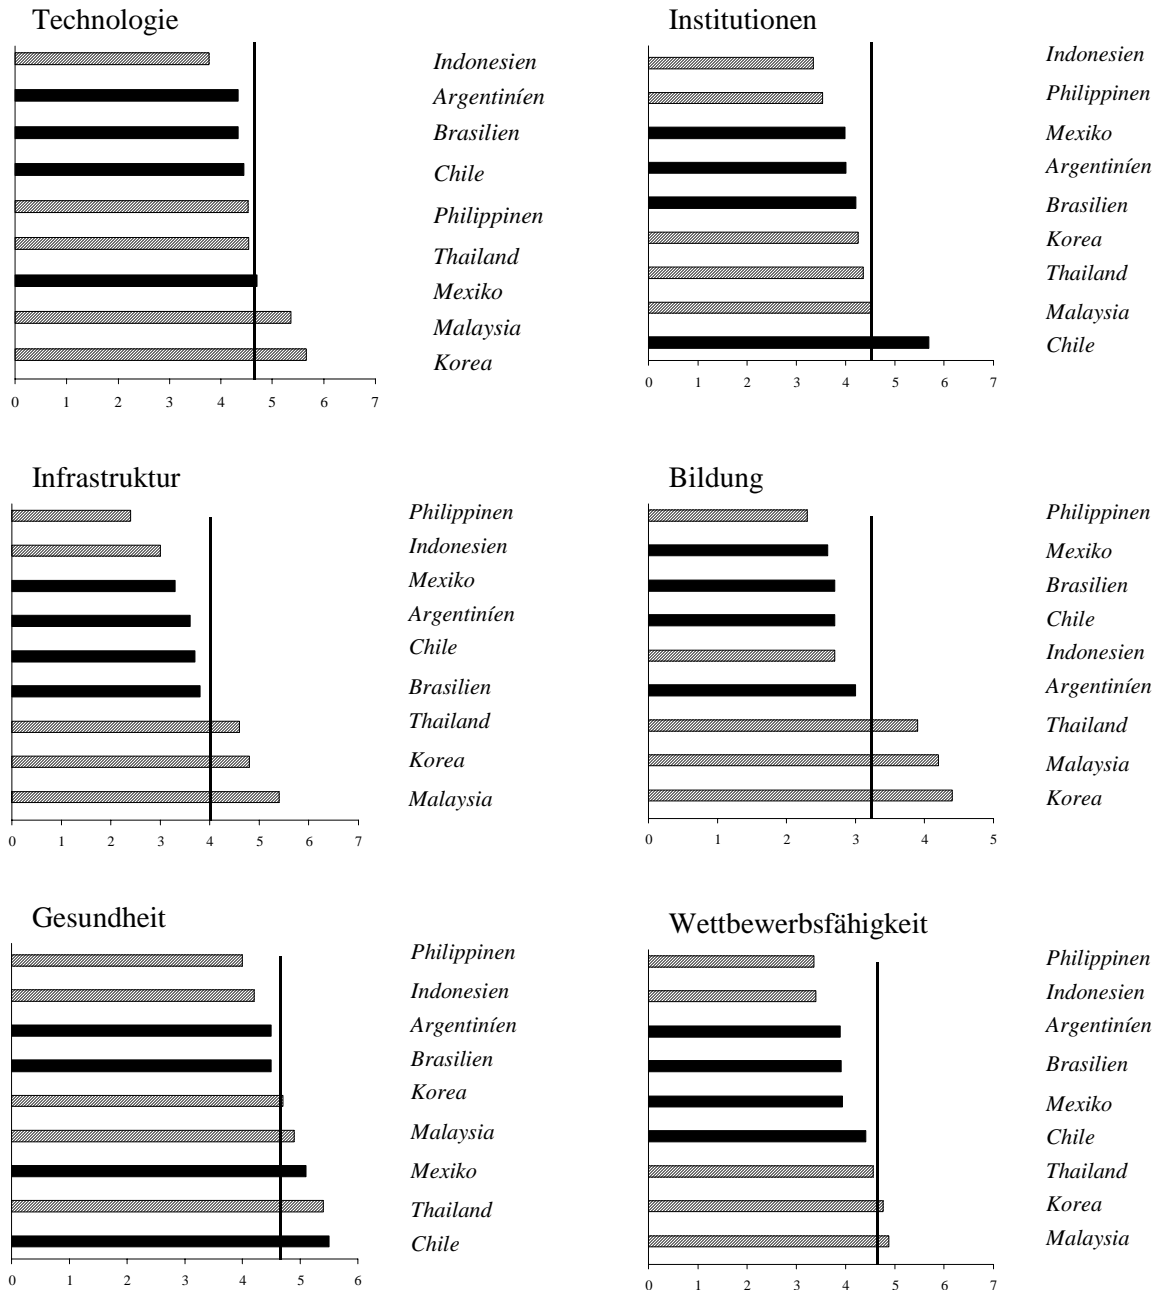 Technologie
Indonesien
Argentiníen
Brasilien
Chile
Philippinen
Thailand
Mexiko
Malaysia
Korea
0 1 2 3 4 5 6 7
Institutionen
Indonesien
Philippinen
Mexiko
Argentiníen
Brasilien
Korea
Thailand
Malaysia
Chile
0 1 2 3 4 5 6 7
Infrastruktur
Philippinen
Indonesien
Mexiko
Argentiníen
Chile
Brasilien
Thailand
Korea
Malaysia
0 1 2 3 4 5 6 7
Bildung
Philippinen
Mexiko
Brasilien
Chile
Indonesien
Argentiníen
Thailand
Malaysia
Korea
0 1 2 3 4 5
Gesundheit
Philippinen
Indonesien
Argentiníen
Brasilien
Korea
Malaysia
Mexiko
Thailand
Chile
0 1 2 3 4 5 6
Wettbewerbsfähigkeit
Philippinen
Indonesien
Argentiníen
Brasilien
Mexiko
Chile
Thailand
Korea
Malaysia
0 1 2 3 4 5 6 7